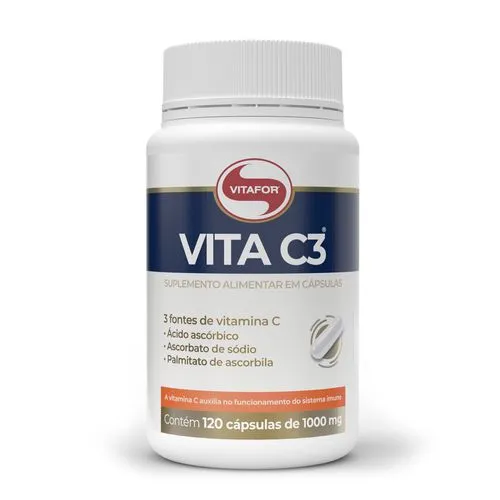 VITAFOR®
VITA C3®
SUPLEMENTO ALIMENTAR EM CÁPSULAS
3 fontes de vitamina C
• Ácido ascórbico
• Ascorbato de sódio
• Palmitato de ascorbila
A vitamina C auxilia no funcionamento do sistema imune
Contém 120 cápsulas de 1000 mg